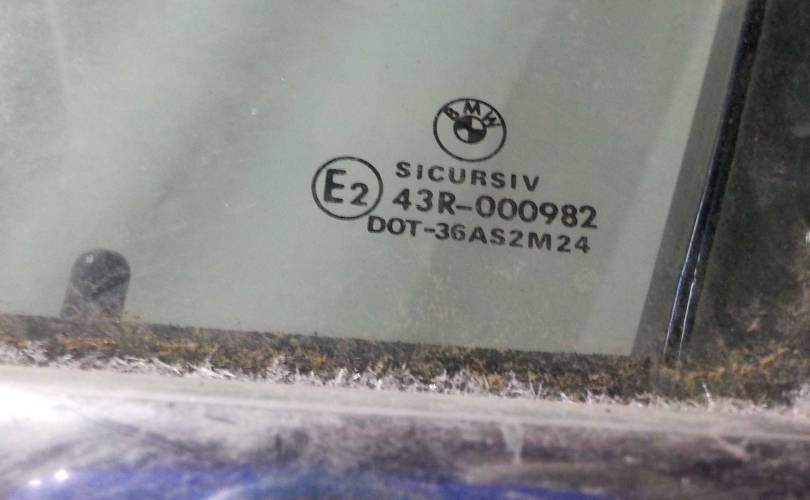 BMW
SICURSIV
E2
43R-000982
DOT-36AS2M24